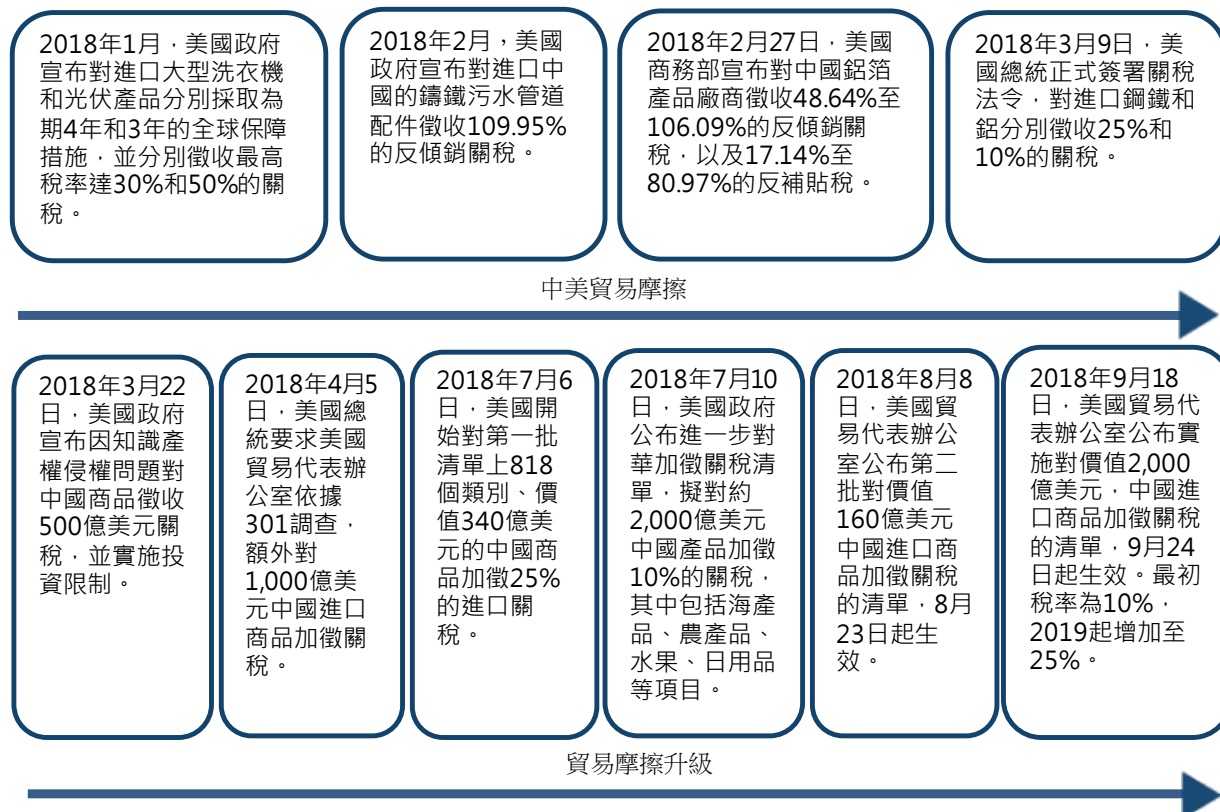 2018年1月，美國政府
宣布對進口大型洗衣機
和光伏產品分別採取為
期4年和3年的全球保障
措施，並分別徵收最高
稅率達30%和50%的關
稅。
2018年2月，美國
政府宣布對進口中
國的鑄鐵污水管道
配件徵收109.95%
的反傾銷關稅。
2018年2月27日，美國
商務部宣布對中國鋁箔
產品廠商徵收48.64%至
106.09%的反傾銷關
稅，以及17.14%至
80.97%的反補貼稅。
2018年3月9日，美
國總統正式簽署關稅
法令，對進口鋼鐵和
鋁分別徵收25%和
10%的關稅。
中美貿易摩擦
2018年3月22
日，美國政府
宣布因知識產
權侵權問題對
中國商品徵收
500億美元關
稅，並實施投
資限制。
2018年4月5
日，美國總
統要求美國
貿易代表辦
公室依據
301調查，
額外對
1,000億美
元中國進口
商品加徵關
稅。
2018年7月6
日，美國開
始對第一批
清單上818
個類別、價
值340億美
元的中國商
品加徵25%
的進口關
稅。
2018年7月10
日，美國政府
公布進一步對
華加徵關稅清
單，擬對約
2,000億美元
中國產品加徵
10%的關稅，
其中包括海產
品、農產品、
水果、日用品
等項目。
2018年8月8
日，美國貿
易代表辦公
室公布第二
批對價值
160億美元
中國進口商
品加徵關稅
的清單，8月
23日起生
效。
2018年9月18
日，美國貿易代
表辦公室公布實
施對價值2,000
億美元，中國進
口商品加徵關稅
的清單，9月24
日起生效。最初
稅率為10%，
2019起增加至
25%。
貿易摩擦升級